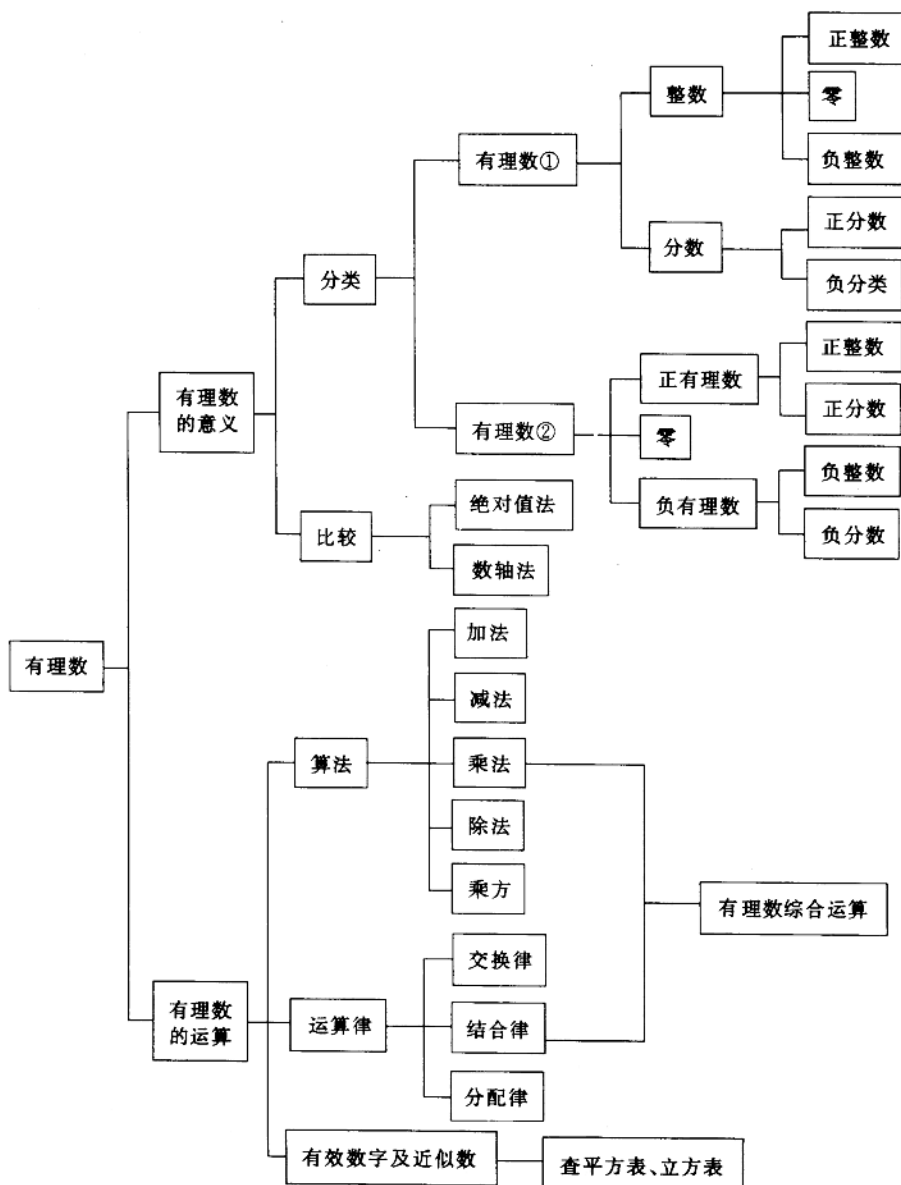 正整数
整数
零
有理数①
负整数
正分数
分数
分类
负分类
正整数
有理数
的意义
正有理数
正分数
有理数②
零
负整数
负有理数
绝对值法
比较
负分数
数轴法
加法
有理数
减法
算法
乘法
除法
乘方
有理数综合运算
交换律
有理数
的运算
运算律
结合律
分配律
有效数字及近似数
查平方表、立方表